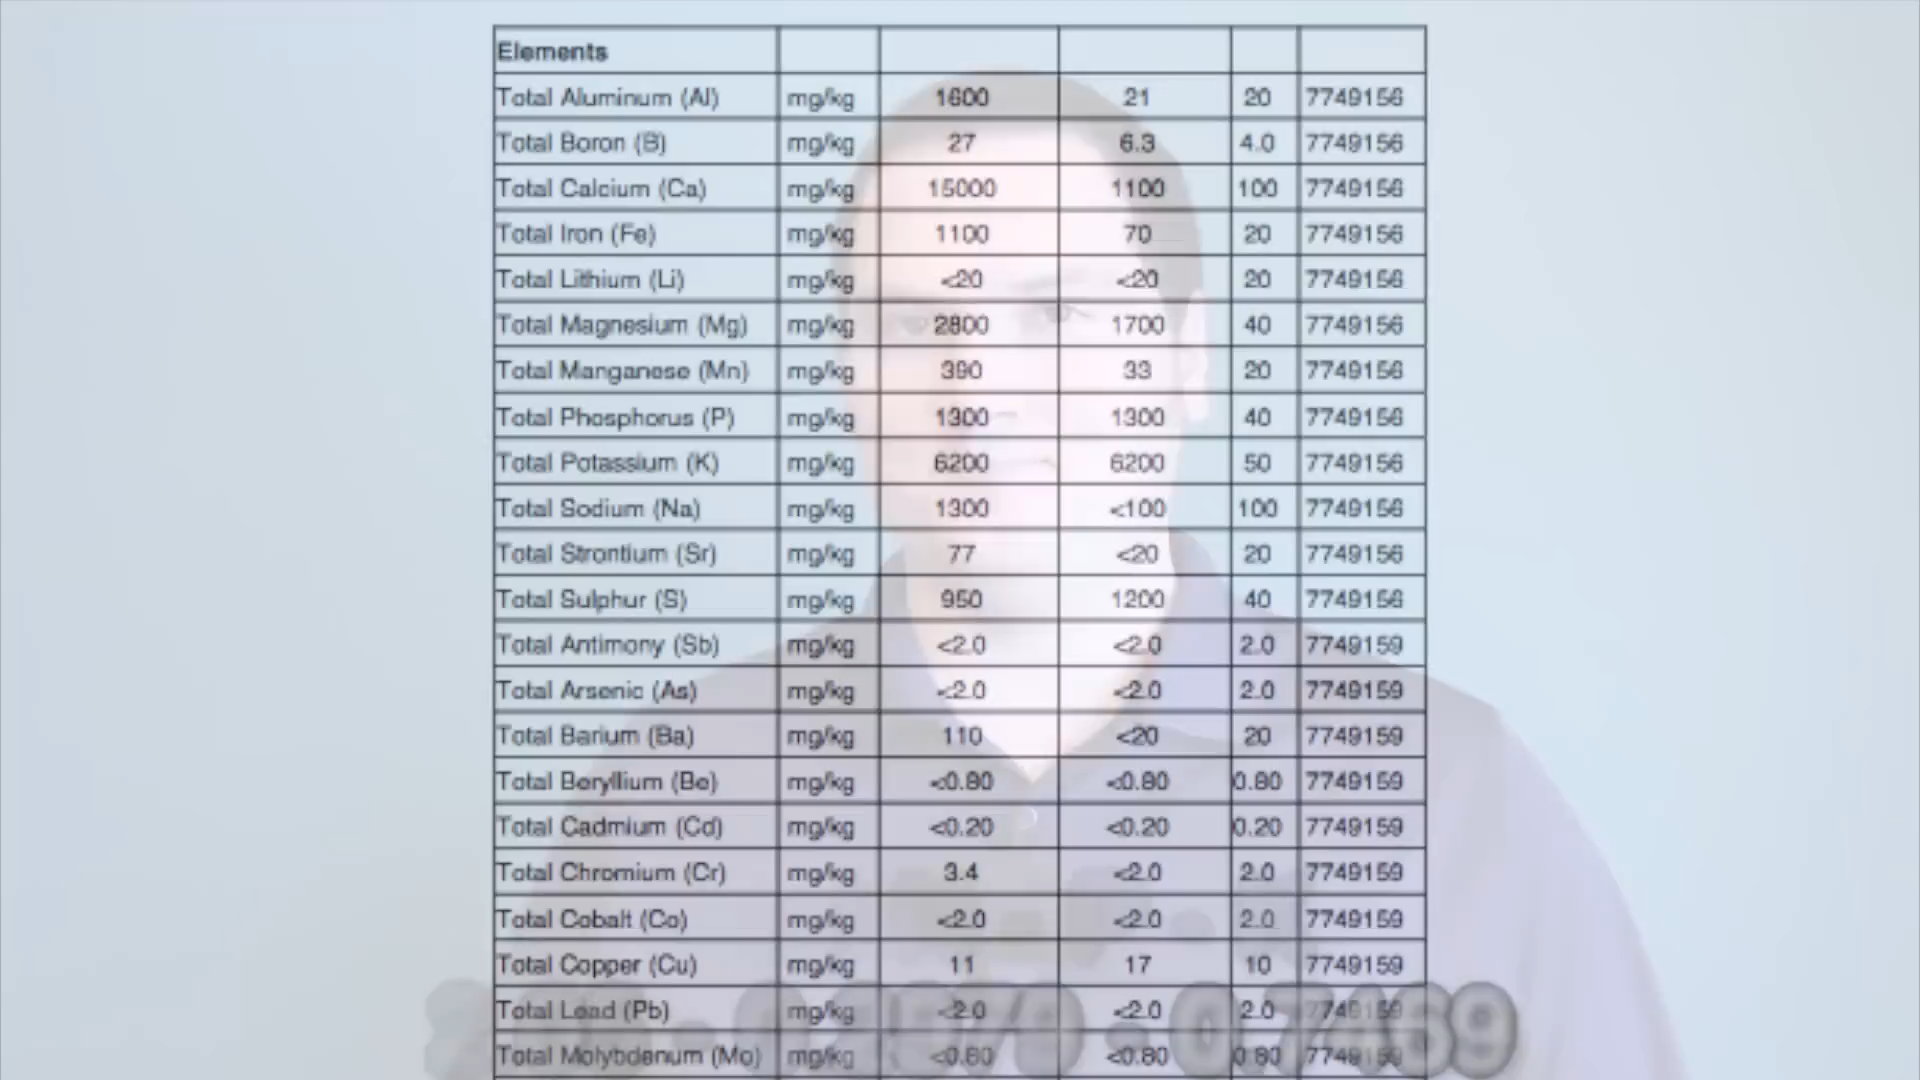 Elements
Total Aluminum (Al) mg/kg 1600 21 20 7749156
Total Boron (B) mg/kg 27 6.3 4.0 7749156
Total Calcium (Ca) mg/kg 15000 1100 100 7749156
Total Iron (Fe) mg/kg 1100 70 20 7749156
Total Lithium (Li) mg/kg <20 <20 20 7749156
Total Magnesium (Mg) mg/kg 2800 1700 40 7749156
Total Manganese (Mn) mg/kg 390 33 20 7749156
Total Phosphorus (P) mg/kg 1300 1300 40 7749156
Total Potassium (K) mg/kg 6200 6200 50 7749156
Total Sodium (Na) mg/kg 1300 <100 100 7749156
Total Strontium (Sr) mg/kg 77 <20 20 7749156
Total Sulphur (S) mg/kg 950 1200 40 7749156
Total Antimony (Sb) mg/kg <2.0 <2.0 2.0 7749159
Total Arsenic (As) mg/kg <2.0 <2.0 2.0 7749159
Total Barium (Ba) mg/kg 110 <20 20 7749159
Total Beryllium (Be) mg/kg <0.80 <0.80 0.80 7749159
Total Cadmium (Cd) mg/kg <0.20 <0.20 0.20 7749159
Total Chromium (Cr) mg/kg 3.4 <2.0 2.0 7749159
Total Cobalt (Co) mg/kg <2.0 <2.0 2.0 7749159
Total Copper (Cu) mg/kg 11 17 10 7749159
Total Lead (Pb) mg/kg <2.0 <2.0 2.0 7749159
Total Molybdenum (Mo) mg/kg <0.80 <0.80 0.80 7749159